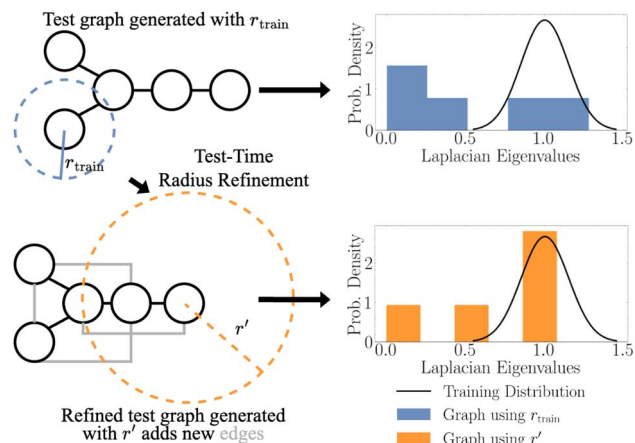 Test graph generated with r_train
r_train
Test-Time
Radius Refinement
r′
Refined test graph generated
with r′ adds new edges
Prob. Density
2
1
0
0.0 0.5 1.0 1.5
Laplacian Eigenvalues
Prob. Density
2
1
0
0.0 0.5 1.0 1.5
Laplacian Eigenvalues
Training Distribution
Graph using r_train
Graph using r′